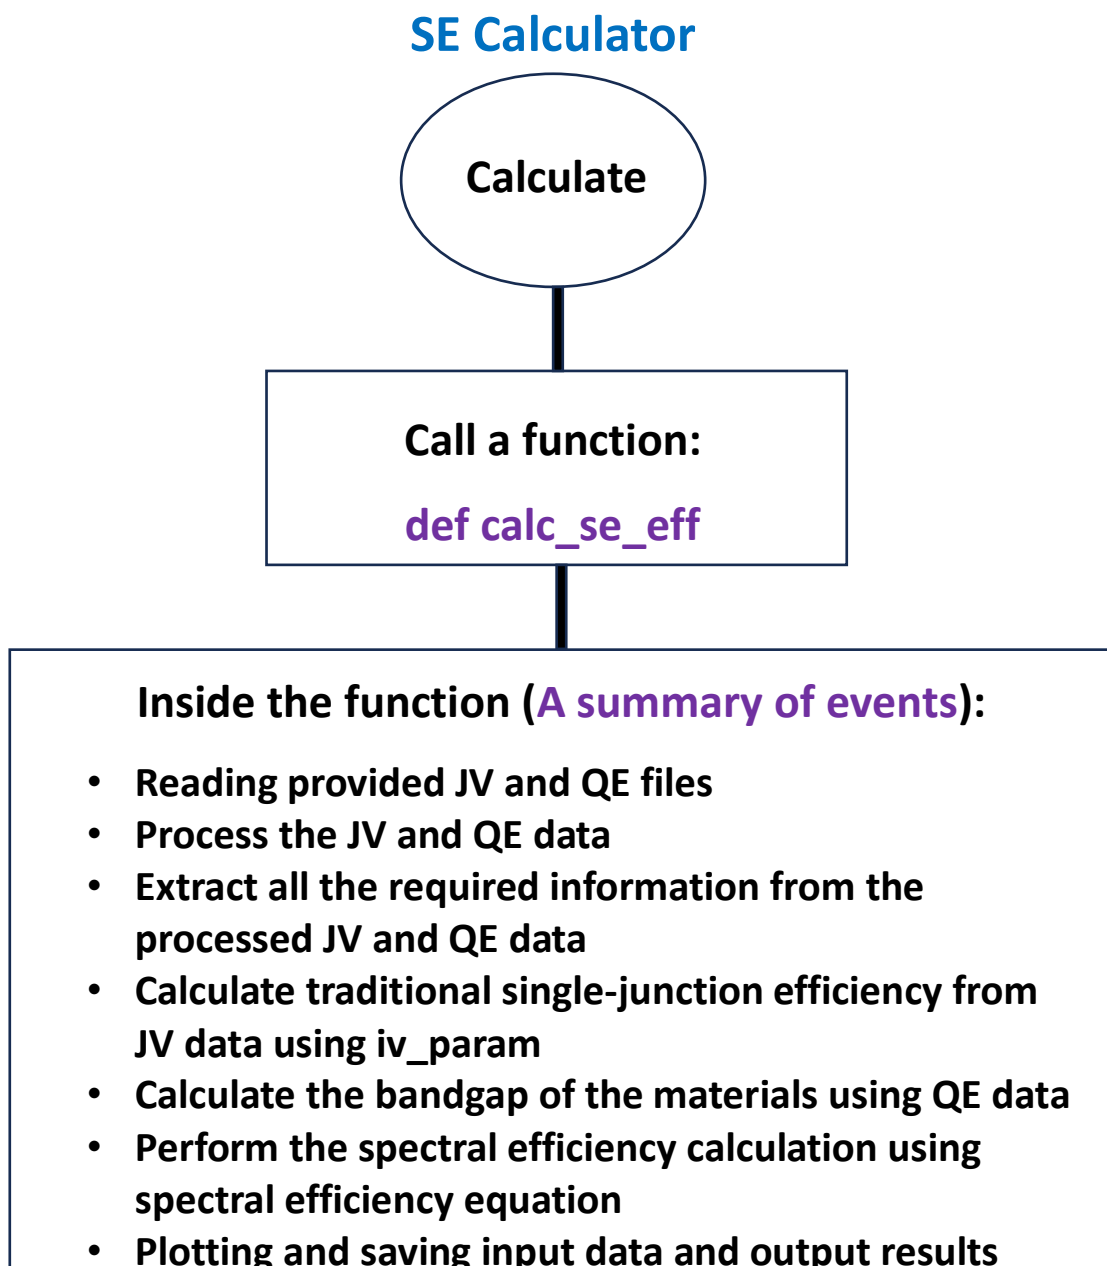 SE Calculator
Calculate
Call a function:
def calc_se_eff
Inside the function (A summary of events):
• Reading provided JV and QE files
• Process the JV and QE data
• Extract all the required information from the
processed JV and QE data
• Calculate traditional single-junction efficiency from
JV data using iv_param
• Calculate the bandgap of the materials using QE data
• Perform the spectral efficiency calculation using
spectral efficiency equation
• Plotting and saving input data and output results